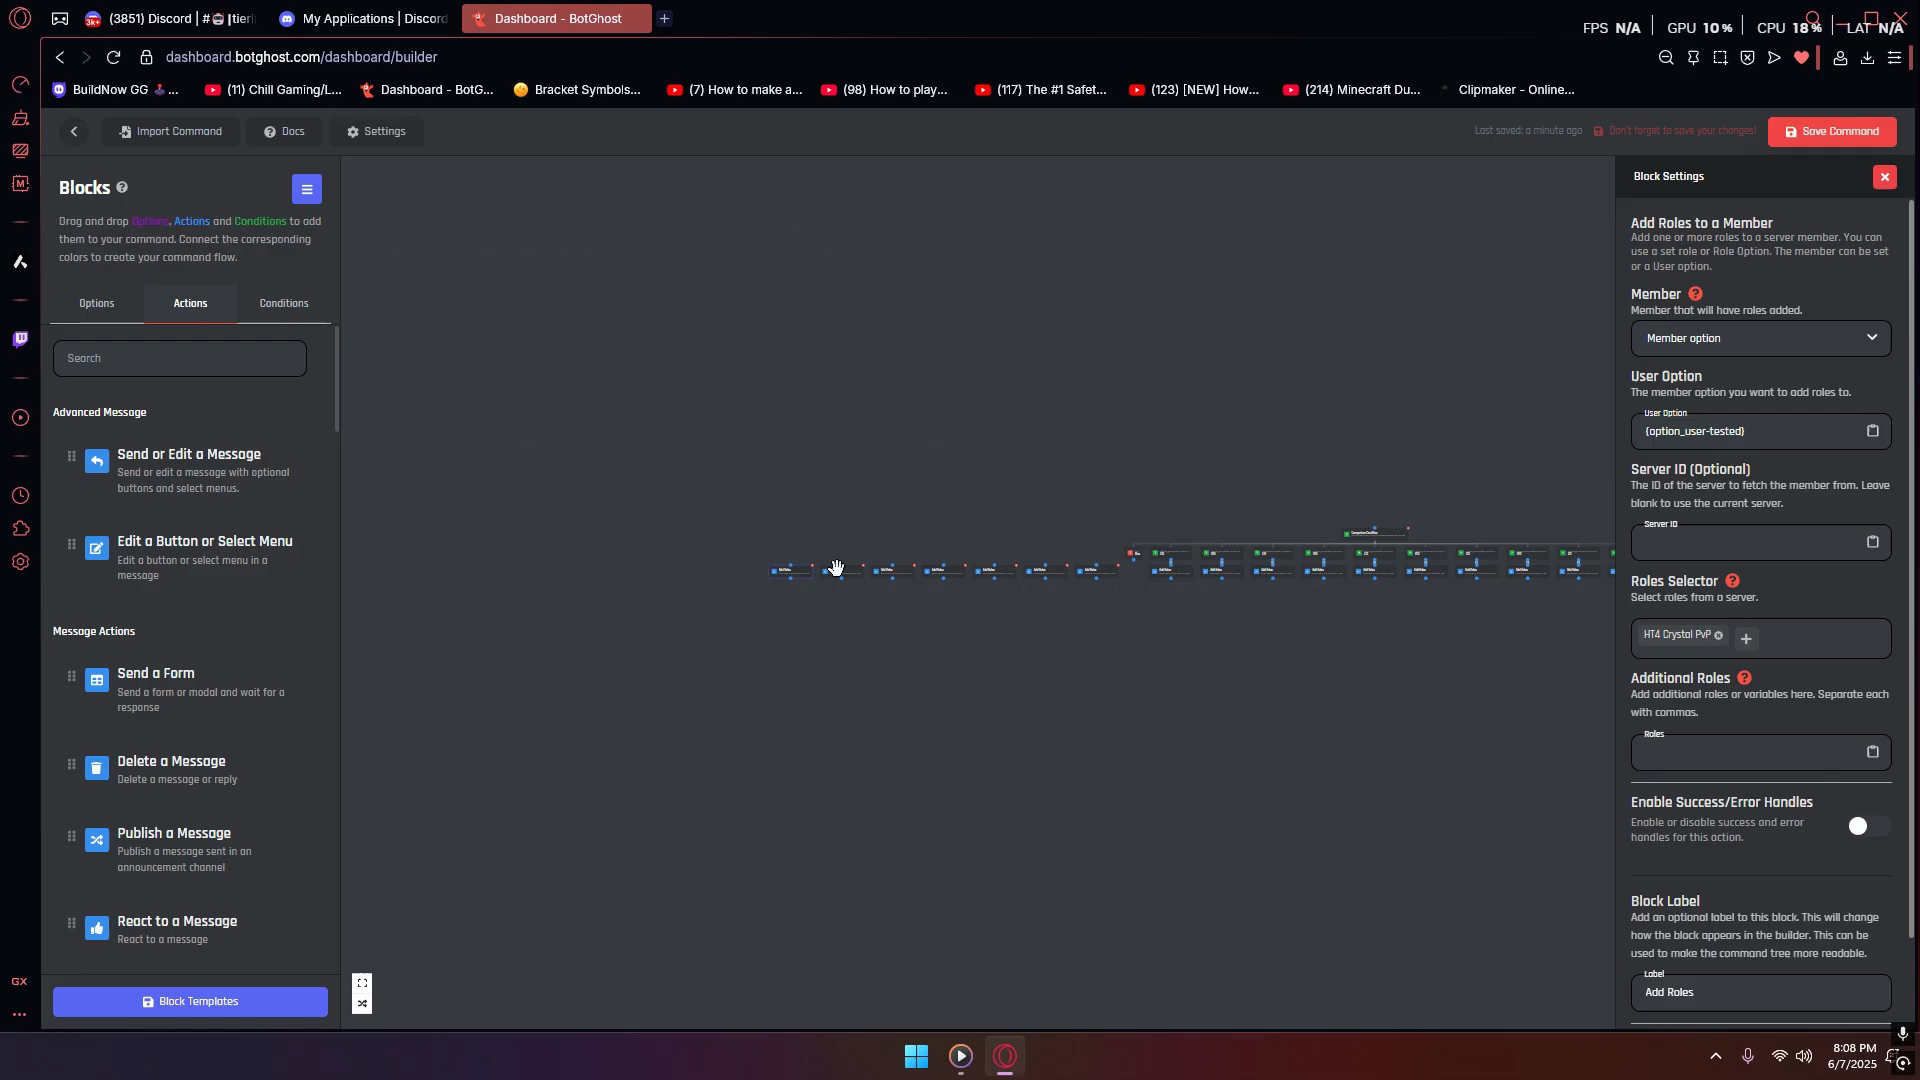 (3851) Discord | #
|tierli
My Applications | Discord
Dashboard - BotGhost
FPS N/A
GPU 10 %
CPU 18 %
LAT N/A
dashboard.botghost.com/dashboard/builder
BuildNow GG
...
(11) Chill Gaming/L...
Dashboard - BotG...
Bracket Symbols...
(7) How to make a...
(98) How to play...
(117) The #1 Safet...
(123) [NEW] How...
(214) Minecraft Du...
Clipmaker - Online...
Import Command
Docs
Settings
Last saved: a minute ago
Don't forget to save your changes!
Save Command
Blocks
Drag and drop Options, Actions and Conditions to add
them to your command. Connect the corresponding
colors to create your command flow.
Options
Actions
Conditions
Search
Advanced Message
Send or Edit a Message
Send or edit a message with optional
buttons and select menus.
Edit a Button or Select Menu
Edit a button or select menu in a
message
Message Actions
Send a Form
Send a form or modal and wait for a
response
Delete a Message
Delete a message or reply
Publish a Message
Publish a message sent in an
announcement channel
React to a Message
React to a message
Block Templates
Block Settings
Add Roles to a Member
Add one or more roles to a server member. You can
use a set role or Role Option. The member can be set
or a User option.
Member
Member that will have roles added.
Member option
User Option
The member option you want to add roles to.
User Option
{option_user-tested}
Server ID (Optional)
The ID of the server to fetch the member from. Leave
blank to use the current server.
Server ID
Roles Selector
Select roles from a server.
HT4 Crystal PvP
Additional Roles
Add additional roles or variables here. Separate each
with commas.
Roles
Enable Success/Error Handles
Enable or disable success and error
handles for this action.
Block Label
Add an optional label to this block. This will change
how the block appears in the builder. This can be
used to make the command tree more readable.
Label
Add Roles
GX
8:08 PM
6/7/2025